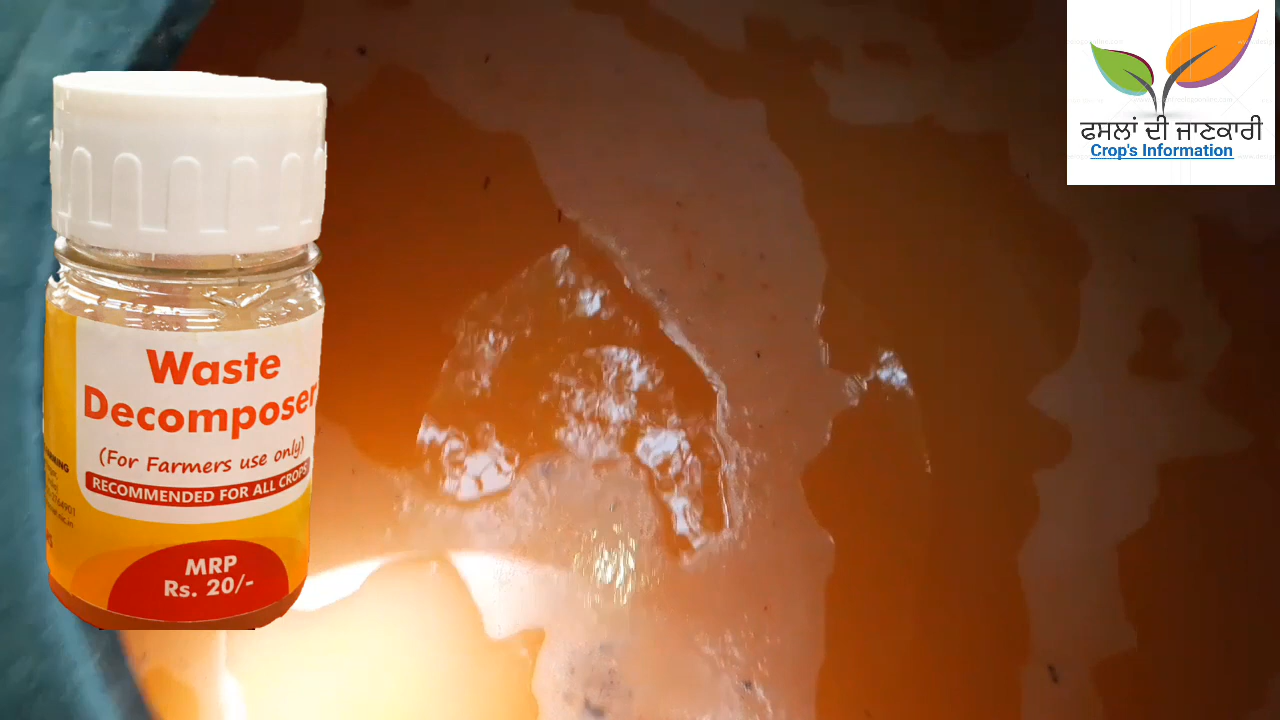 Waste
Decomposer
(For Farmers use only)
RECOMMENDED FOR ALL CROPS
MRP
Rs. 20/-
ਫਸਲਾਂ ਦੀ ਜਾਣਕਾਰੀ
Crop's Information